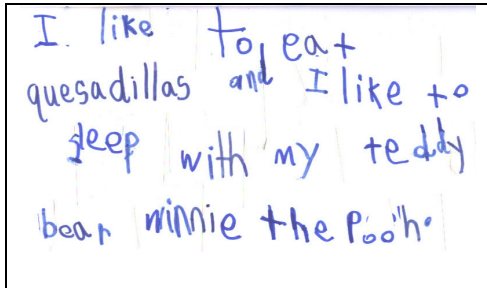 I. like to eat
quesadillas and I like to
sleep with my teddy
bear winnie the Pooh.